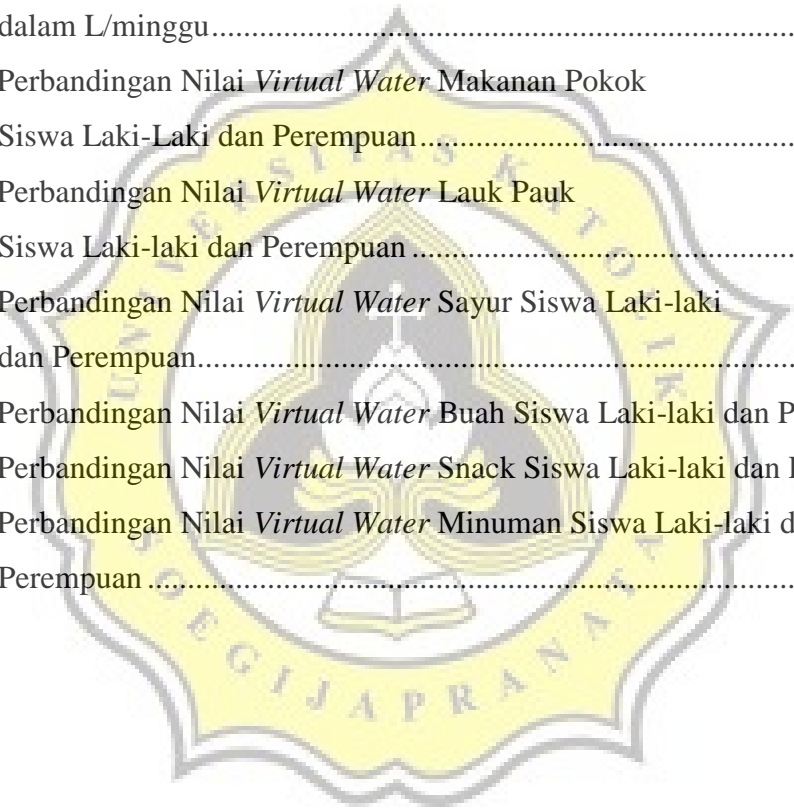 dalam L/minggu................................................................
Perbandingan Nilai Virtual Water Makanan Pokok
Siswa Laki-Laki dan Perempuan................................................
Perbandingan Nilai Virtual Water Lauk Pauk
Siswa Laki-laki dan Perempuan................................................
Perbandingan Nilai Virtual Water Sayur Siswa Laki-laki
dan Perempuan................................................................
Perbandingan Nilai Virtual Water Buah Siswa Laki-laki dan P
Perbandingan Nilai Virtual Water Snack Siswa Laki-laki dan
Perbandingan Nilai Virtual Water Minuman Siswa Laki-laki d
Perempuan................................................................
UNIVERSITAS KATOLIK
SOEGIJAPRANATA